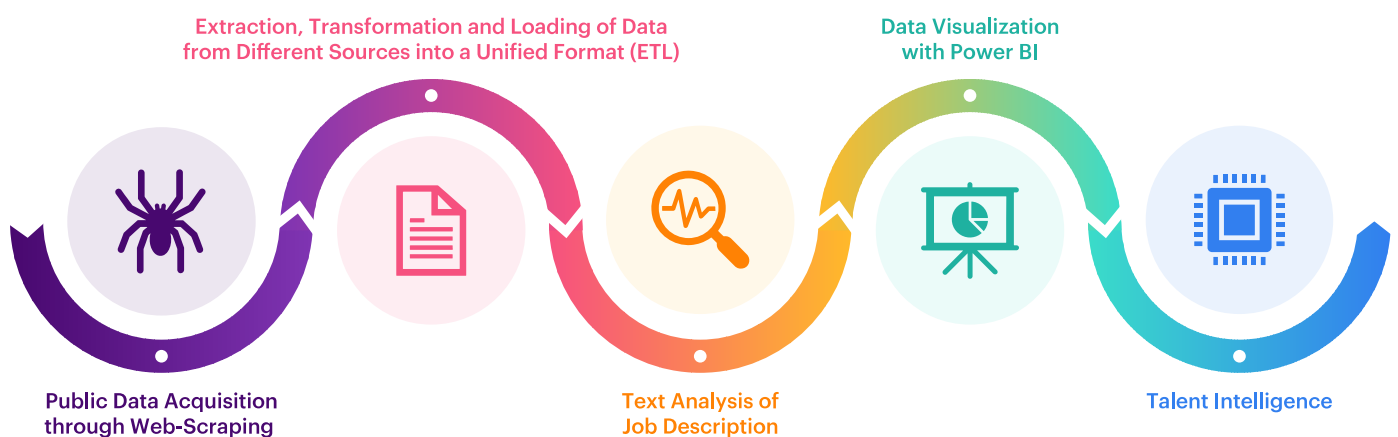 Extraction, Transformation and Loading of Data
from Different Sources into a Unified Format (ETL)
Data Visualization
with Power BI
Public Data Acquisition
through Web-Scraping
Text Analysis of
Job Description
Talent Intelligence